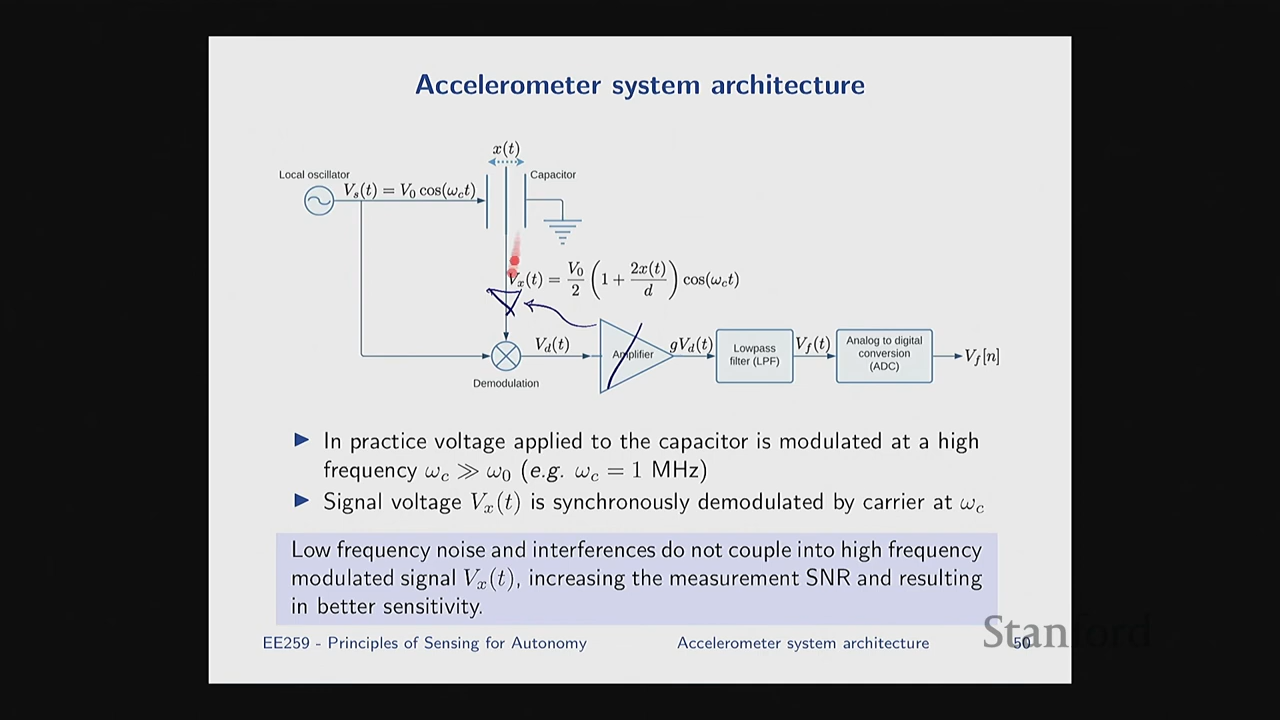 Accelerometer system architecture
x(t)
Local oscillator
Capacitor
V_s(t) = V_0 cos(ω_c t)
V_x(t) = V_0/2 (1 + 2x(t)/d) cos(ω_c t)
V_d(t)
Amplifier
gV_d(t)
Lowpass
filter (LPF)
V_f(t)
Analog to digital
conversion
(ADC)
V_f[n]
Demodulation
▶ In practice voltage applied to the capacitor is modulated at a high
frequency ω_c ≫ ω_0 (e.g. ω_c = 1 MHz)
▶ Signal voltage V_x(t) is synchronously demodulated by carrier at ω_c
Low frequency noise and interferences do not couple into high frequency
modulated signal V_x(t), increasing the measurement SNR and resulting
in better sensitivity.
EE259 - Principles of Sensing for Autonomy
Accelerometer system architecture
50
Stanford